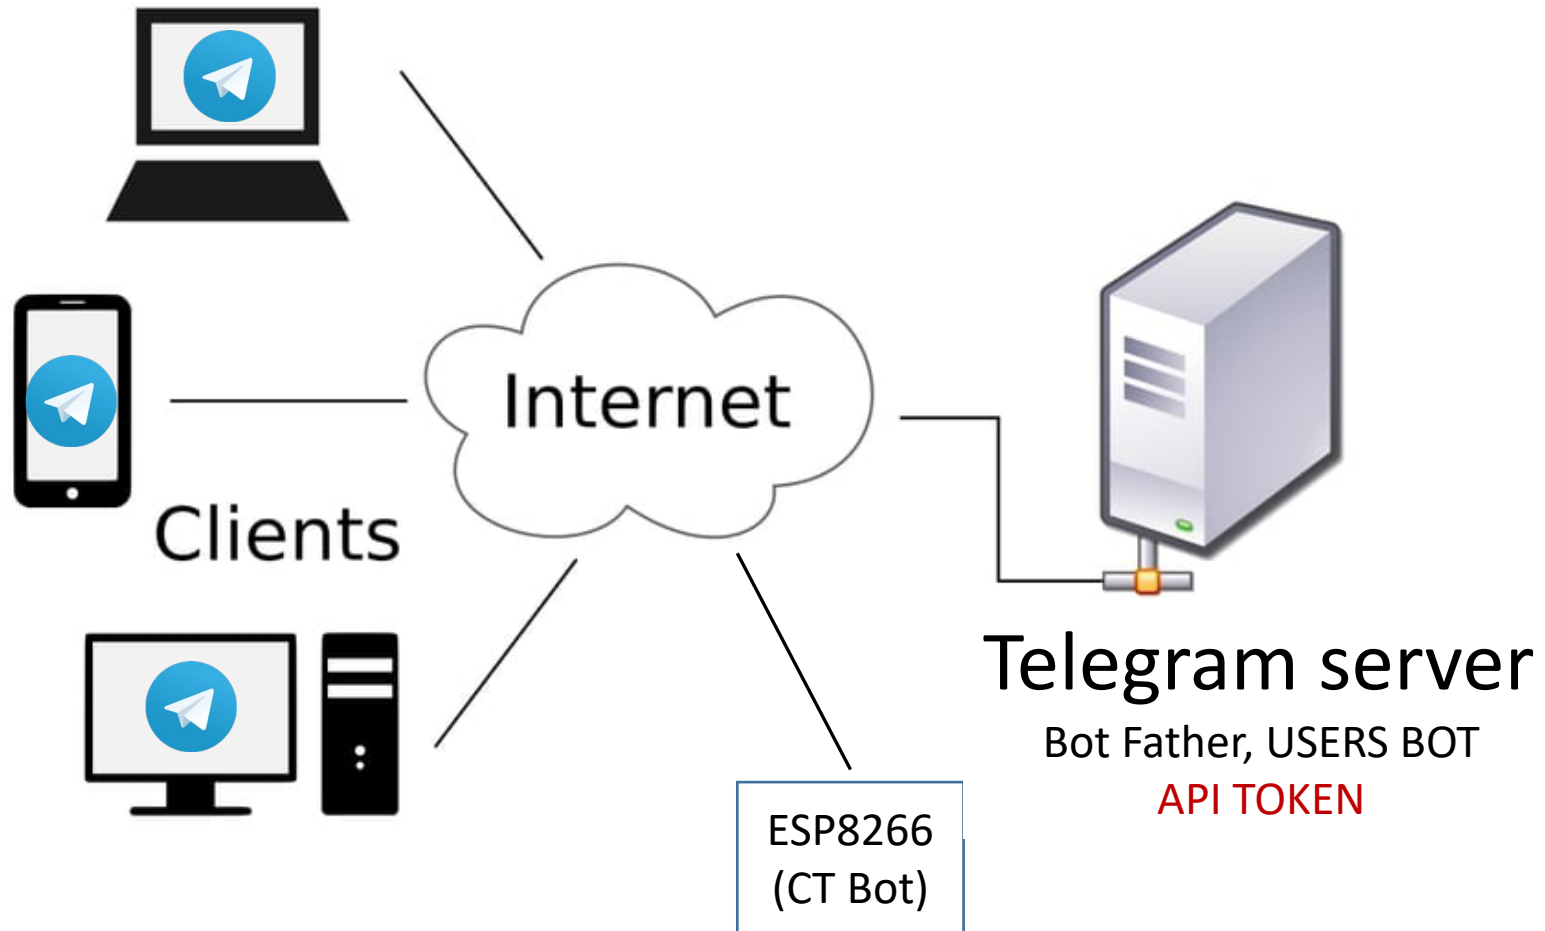 Internet
Clients
Telegram server
Bot Father, USERS BOT
API TOKEN
ESP8266
(CT Bot)